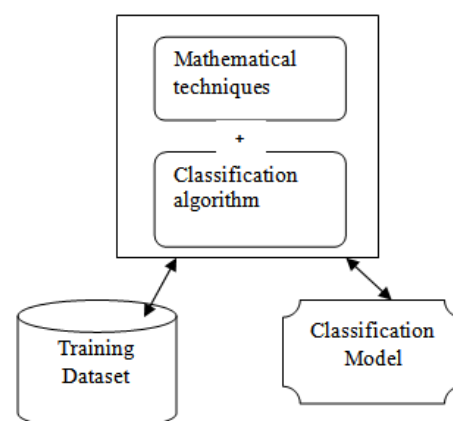 Mathematical
techniques
+
Classification
algorithm
Training
Dataset
Classification
Model